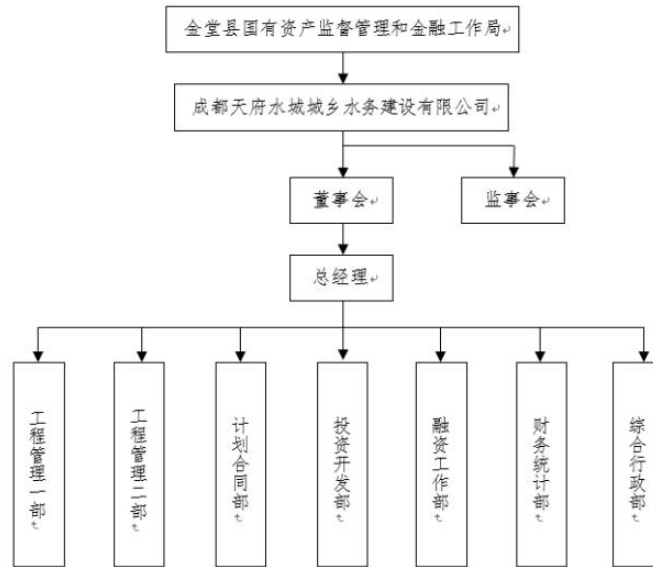 金堂县国有资产监督管理和金融工作局
成都天府水城城乡水务建设有限公司
董事会
监事会
总经理
工程管理一部
工程管理二部
计划合同部
投资开发部
融资工作部
财务统计部
综合行政部